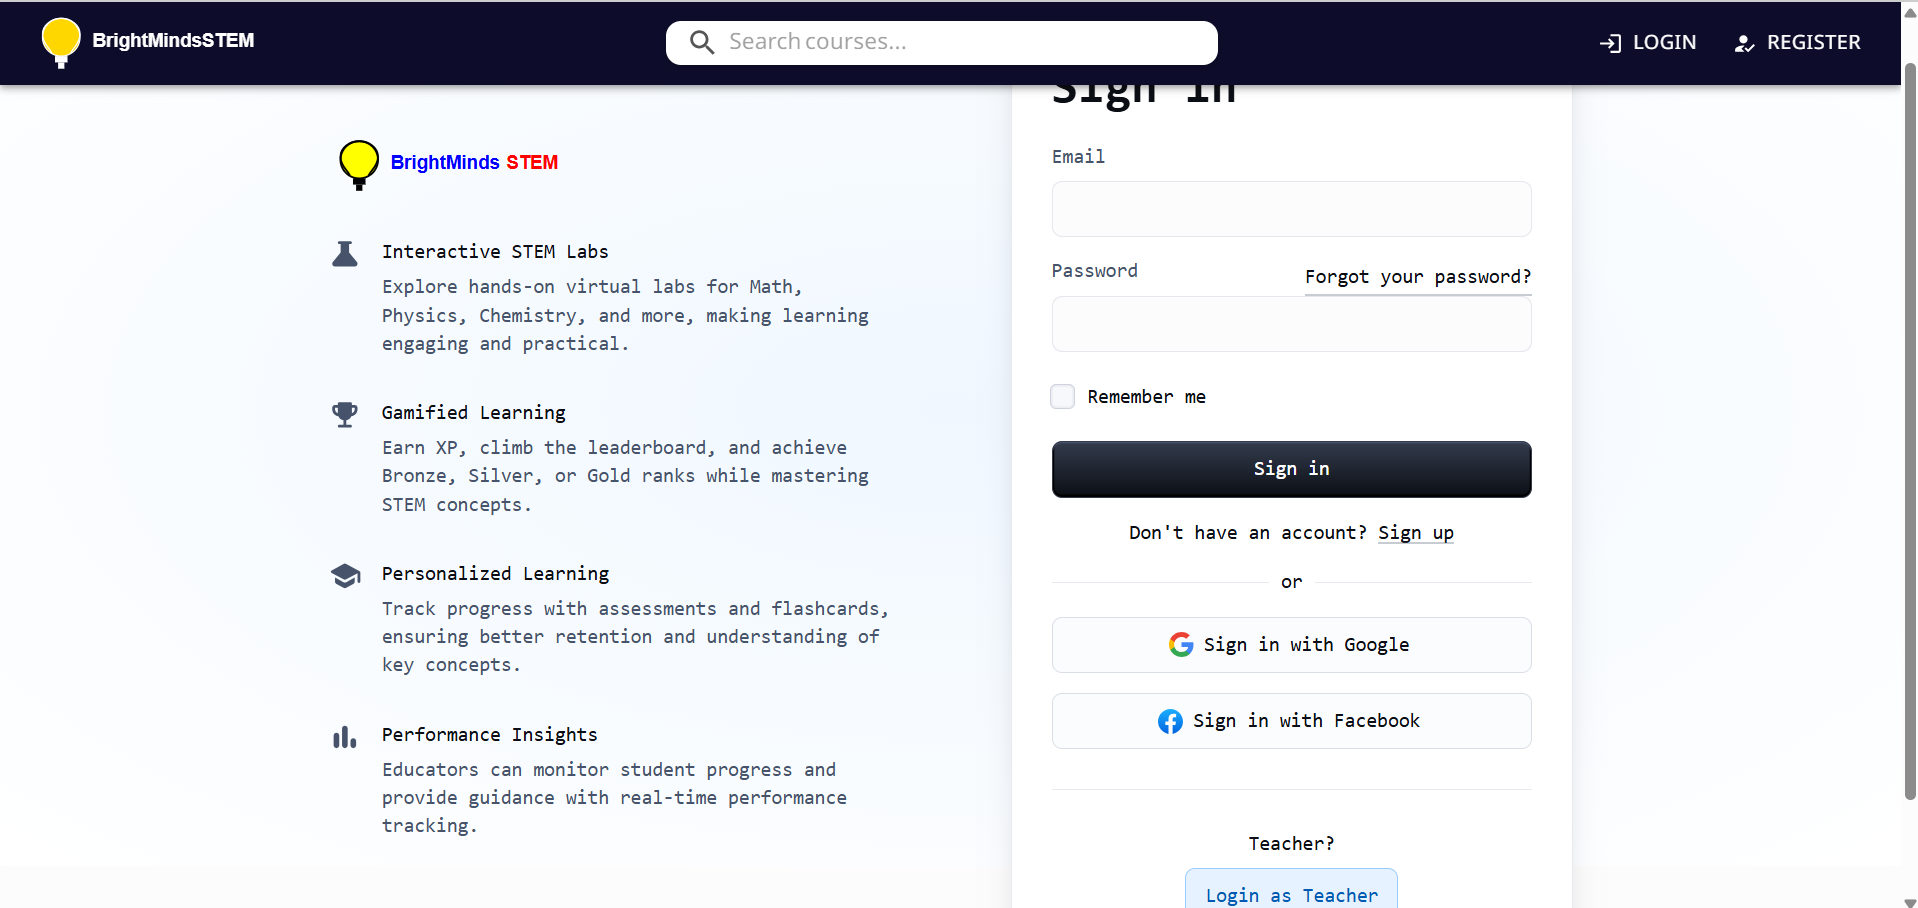 BrightMindsSTEM
Search courses...
LOGIN
REGISTER
BrightMinds STEM
Interactive STEM Labs
Explore hands-on virtual labs for Math,
Physics, Chemistry, and more, making learning
engaging and practical.
Gamified Learning
Earn XP, climb the leaderboard, and achieve
Bronze, Silver, or Gold ranks while mastering
STEM concepts.
Personalized Learning
Track progress with assessments and flashcards,
ensuring better retention and understanding of
key concepts.
Performance Insights
Educators can monitor student progress and
provide guidance with real-time performance
tracking.
Sign in
Email
Password
Forgot your password?
Remember me
Sign in
Don't have an account? Sign up
or
Sign in with Google
Sign in with Facebook
Teacher?
Login as Teacher